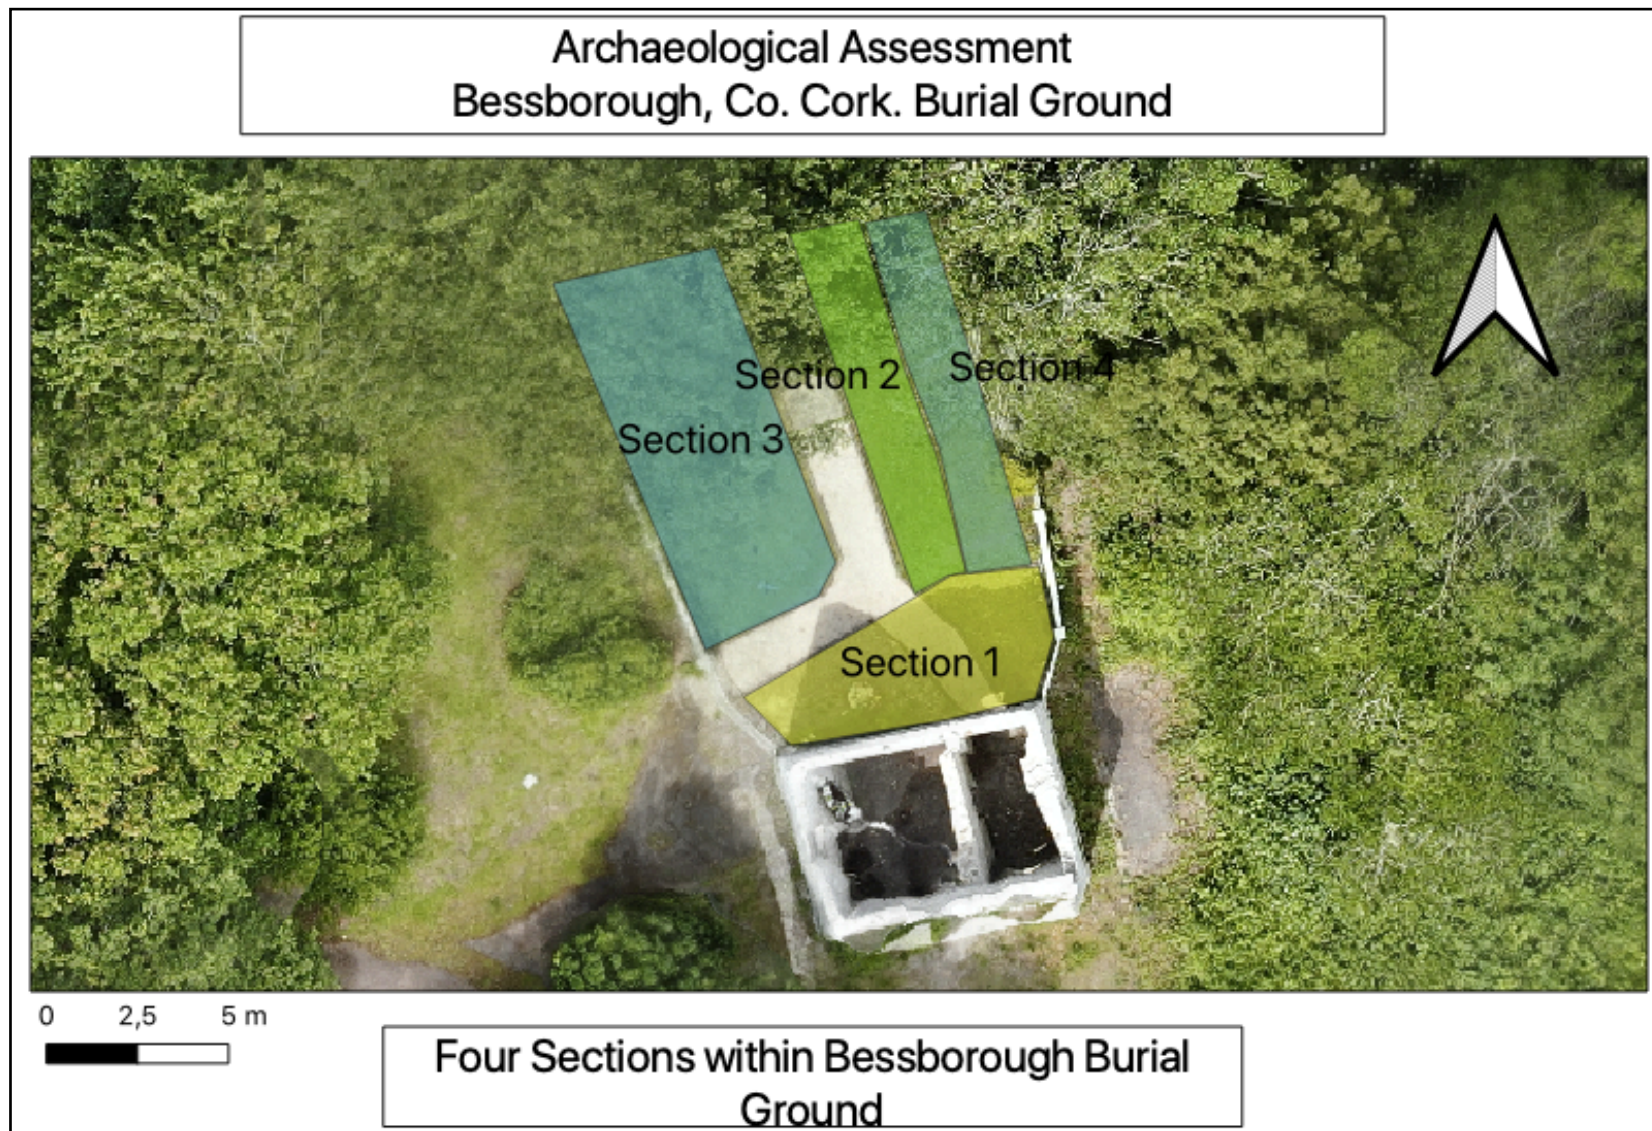 Archaeological Assessment
Bessborough, Co. Cork. Burial Ground
Section 2
Section 4
Section 3
Section 1
0 2,5 5 m
Four Sections within Bessborough Burial
Ground